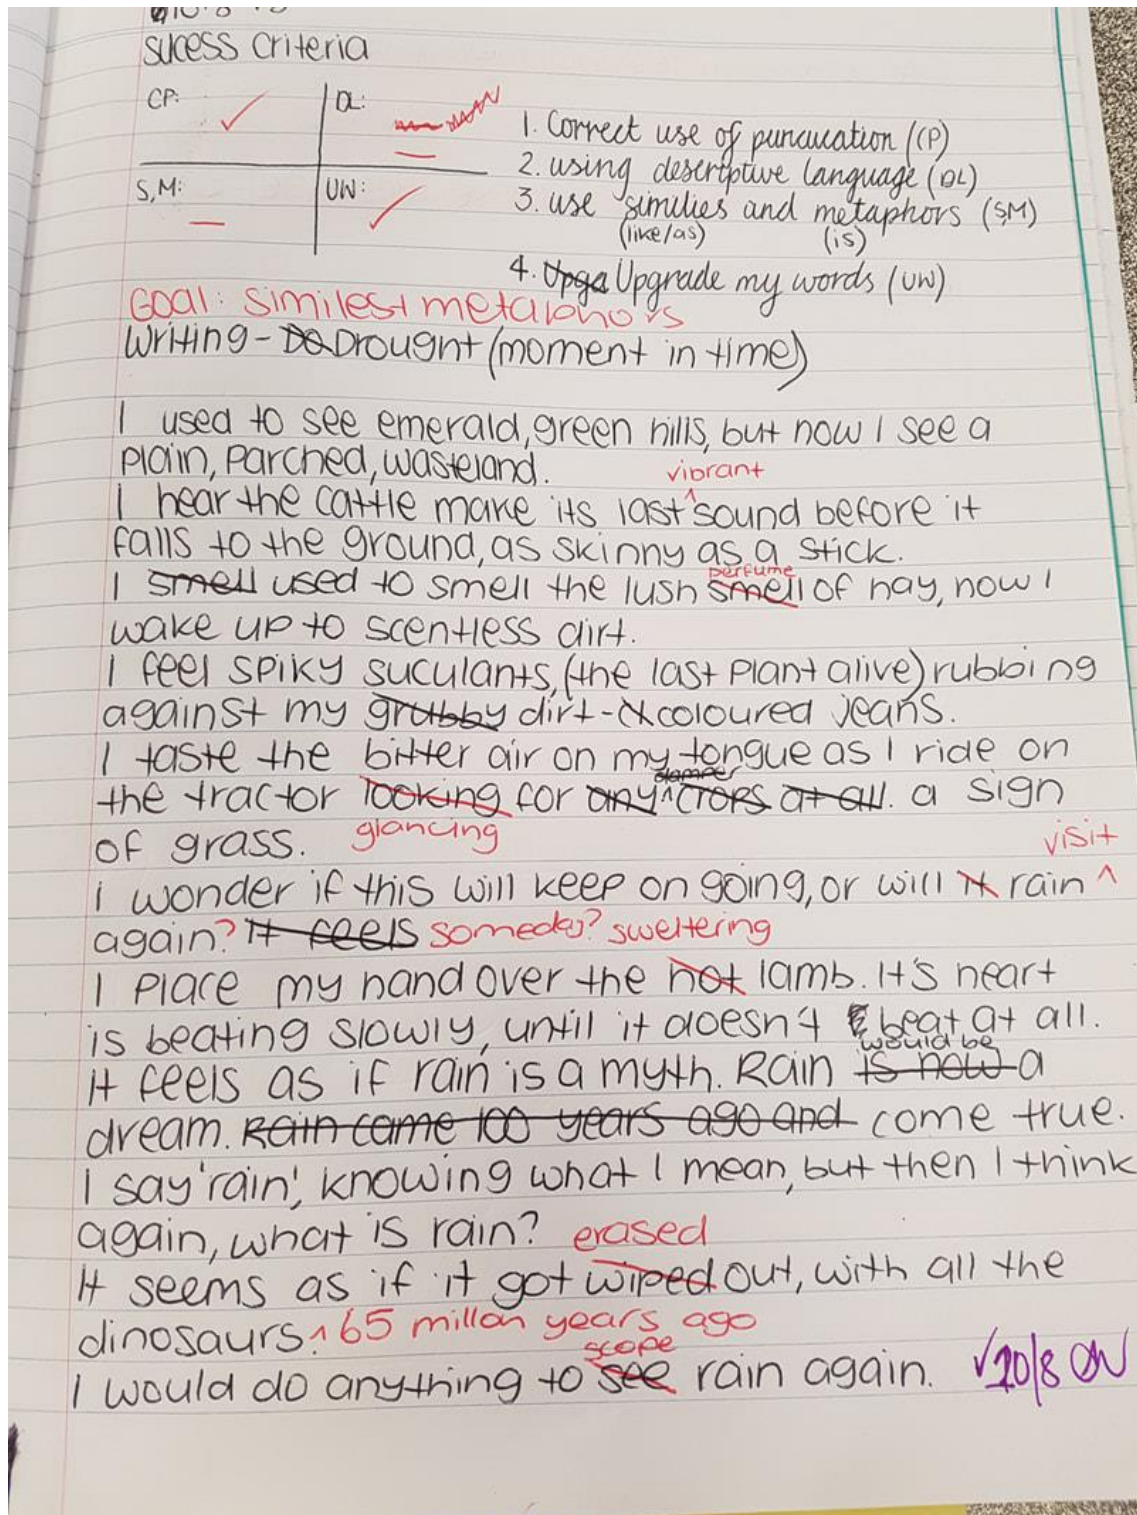 Sucess criteria
CP:
DL:
S,M:
UW:
1. Correct use of puncucation (CP)
2. using descriptive language (DL)
3. use similies and metaphors (S,M)
(like/as) (is)
4. Upga Upgrade my words (UW)
Goal: Similes + metaphors
Writing - Do Drought (moment in time)
I used to see emerald, green hills, but now I see a
plain, parched, wasteland.
vibrant
I hear the cattle make its last ^ sound before it
falls to the ground, as skinny as a stick.
perfume
I smell used to smell the lush smell of hay, now I
wake up to scentless dirt.
I feel spiky suculants, (the last plant alive) rubbing
against my grubby dirt-coloured jeans.
I taste the bitter air on my tongue as I ride on
the tractor looking for any ^ crops at all. a sign
of grass. glancing
visit
I wonder if this will keep on going, or will it rain ^
again? It feels someday? sweltering
I place my hand over the hot lamb. It's heart
is beating slowly, until it doesn't beat at all.
would be
It feels as if rain is a myth. Rain is now a
dream. Rain came 100 years ago and come true.
I say 'rain', knowing what I mean, but then I think
again, what is rain? erased
It seems as if it got wiped out, with all the
dinosaurs. ^ 65 millon years ago
scope
I would do anything to see rain again. 20/8